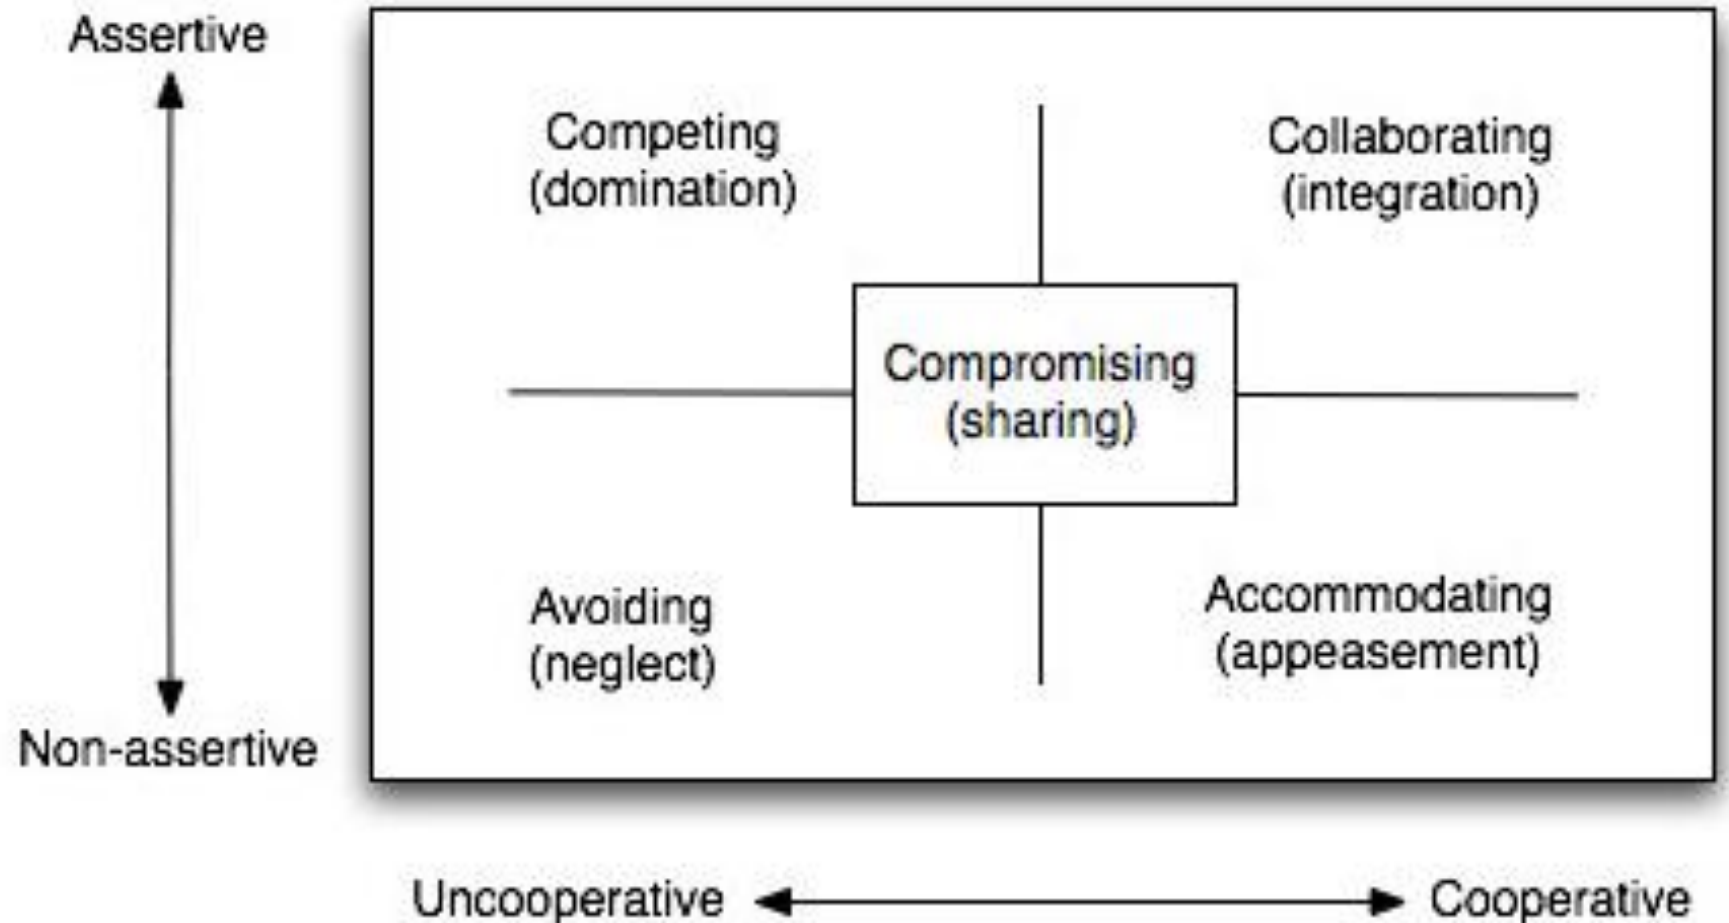 Assertive
Competing
(domination)
Collaborating
(integration)
Compromising
(sharing)
Avoiding
(neglect)
Accommodating
(appeasement)
Non-assertive
Uncooperative
Cooperative